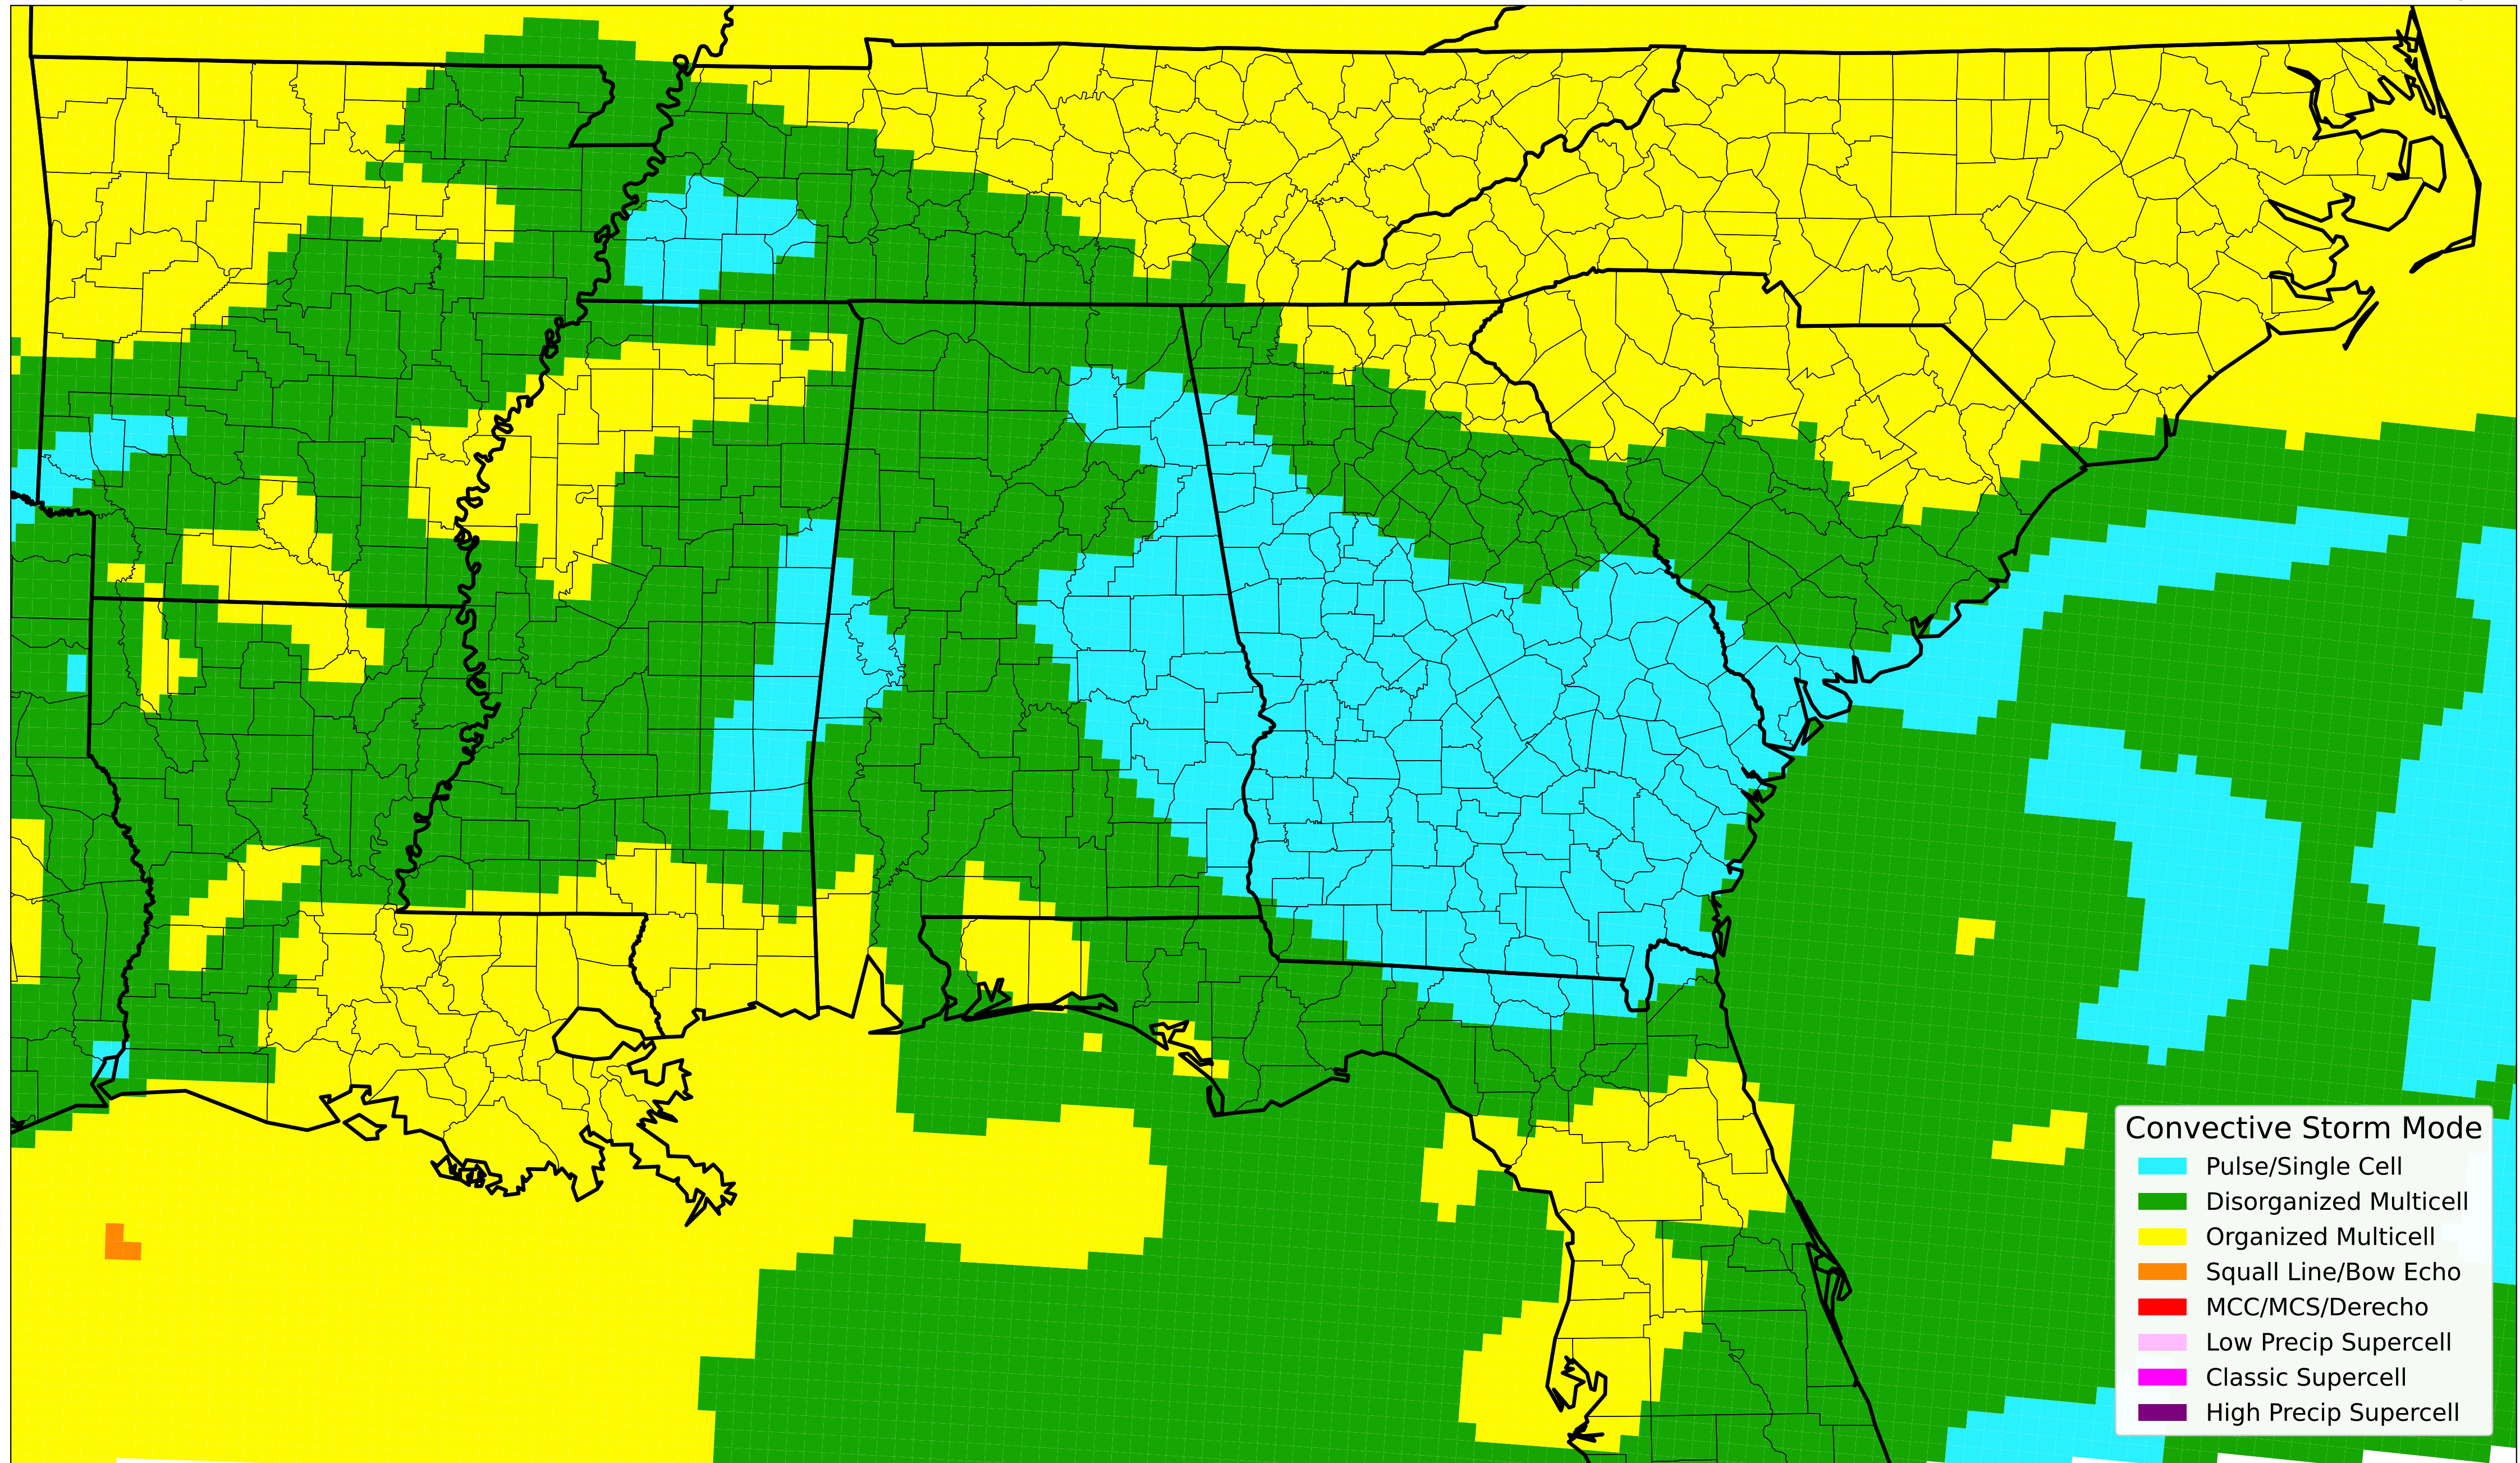 Convective Storm Mode
Pulse/Single Cell
Disorganized Multicell
Organized Multicell
Squall Line/Bow Echo
MCC/MCS/Derecho
Low Precip Supercell
Classic Supercell
High Precip Supercell